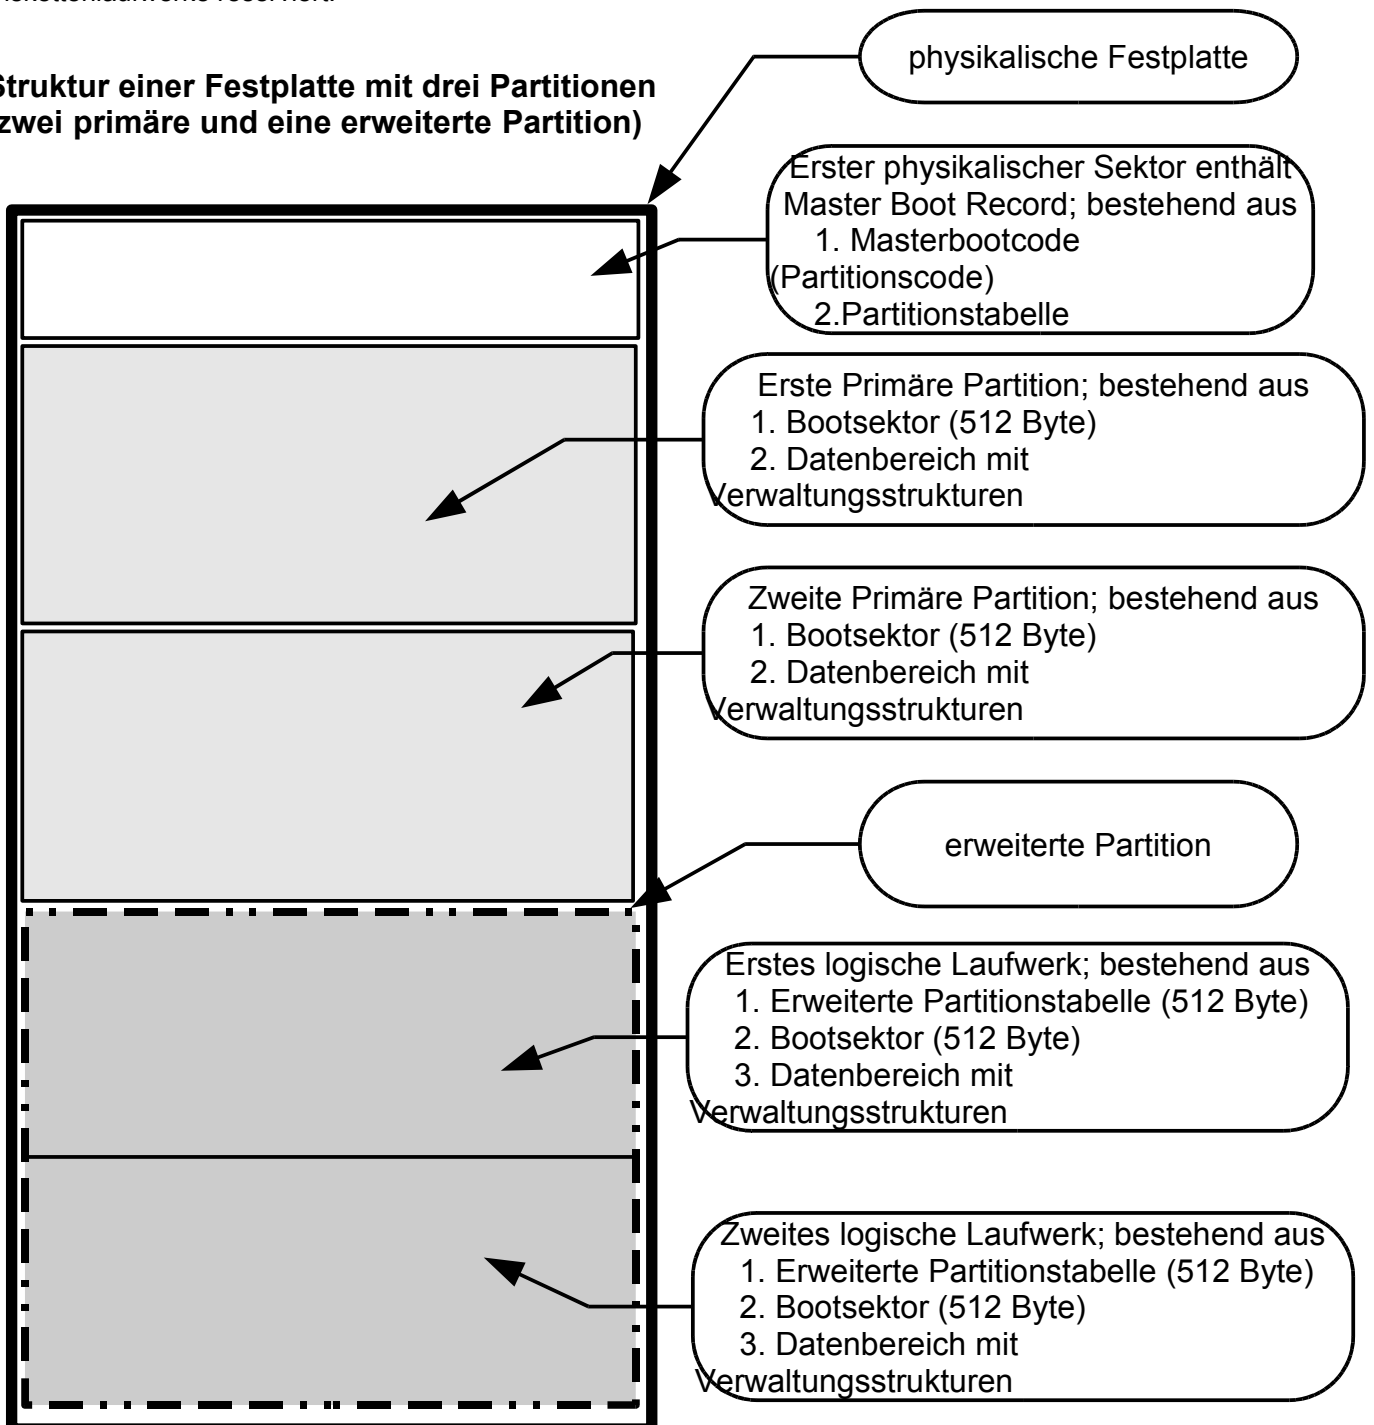 physikalische Festplatte
Struktur einer Festplatte mit drei Partitionen
zwei primäre und eine erweiterte Partition)
Erster physikalischer Sektor enthält
Master Boot Record; bestehend aus
1. Masterbootcode
(Partitionscode)
2.Partitionstabelle
Erste Primäre Partition; bestehend aus
1. Bootsektor (512 Byte)
2. Datenbereich mit
Verwaltungsstrukturen
Zweite Primäre Partition; bestehend aus
1. Bootsektor (512 Byte)
2. Datenbereich mit
Verwaltungsstrukturen
erweiterte Partition
Erstes logische Laufwerk; bestehend aus
1. Erweiterte Partitionstabelle (512 Byte)
2. Bootsektor (512 Byte)
3. Datenbereich mit
Verwaltungsstrukturen
Zweites logische Laufwerk; bestehend aus
1. Erweiterte Partitionstabelle (512 Byte)
2. Bootsektor (512 Byte)
3. Datenbereich mit
Verwaltungsstrukturen